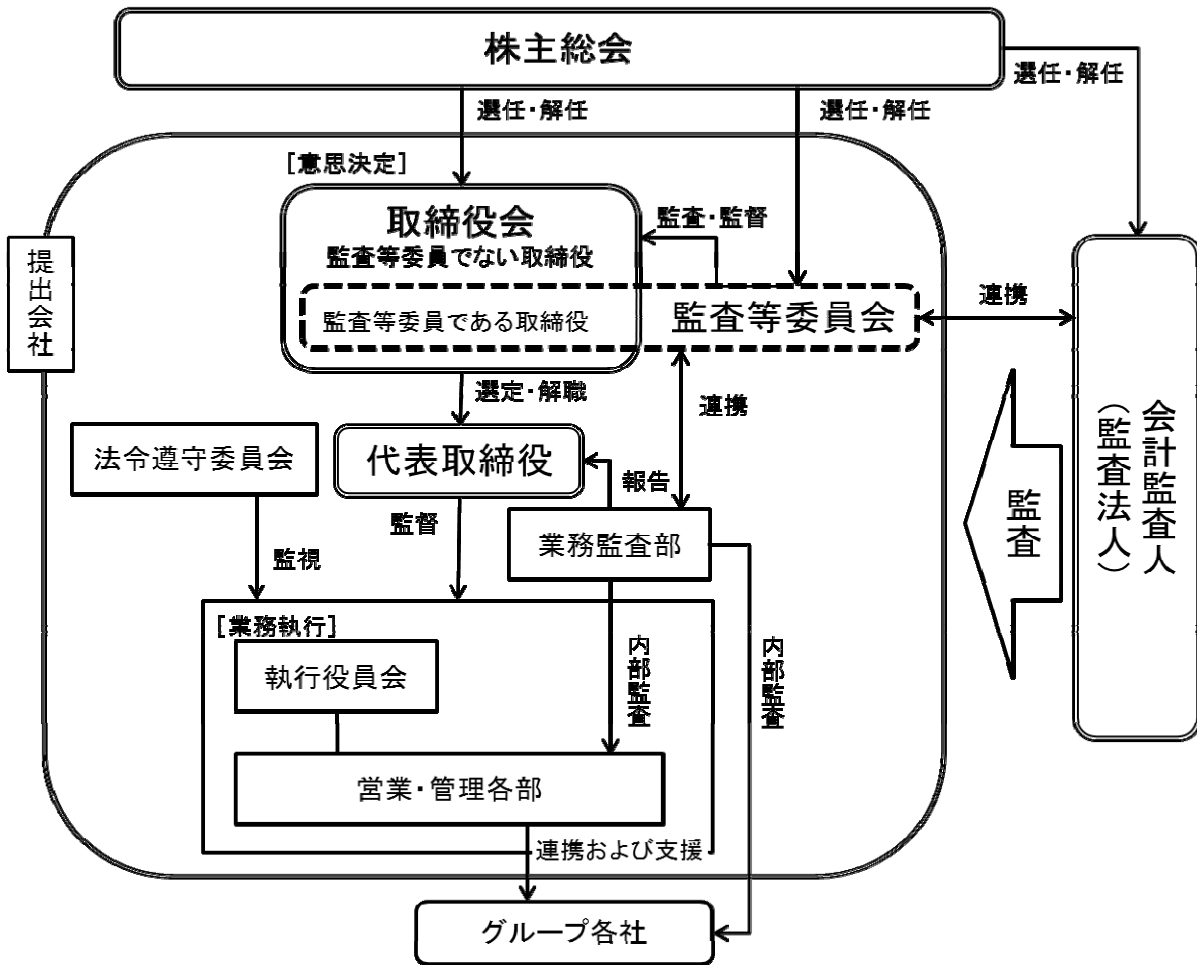 株主総会
選任・解任
選任・解任
選任・解任
[意思決定]
取締役会
監査等委員でない取締役
監査・監督
提出会社
監査等委員である取締役
監査等委員会
連携
選定・解職
連携
法令遵守委員会
代表取締役
報告
監督
業務監査部
監視
監査
会計監査人
（監査法人）
[業務執行]
執行役員会
内部監査
内部監査
営業・管理各部
連携および支援
グループ各社